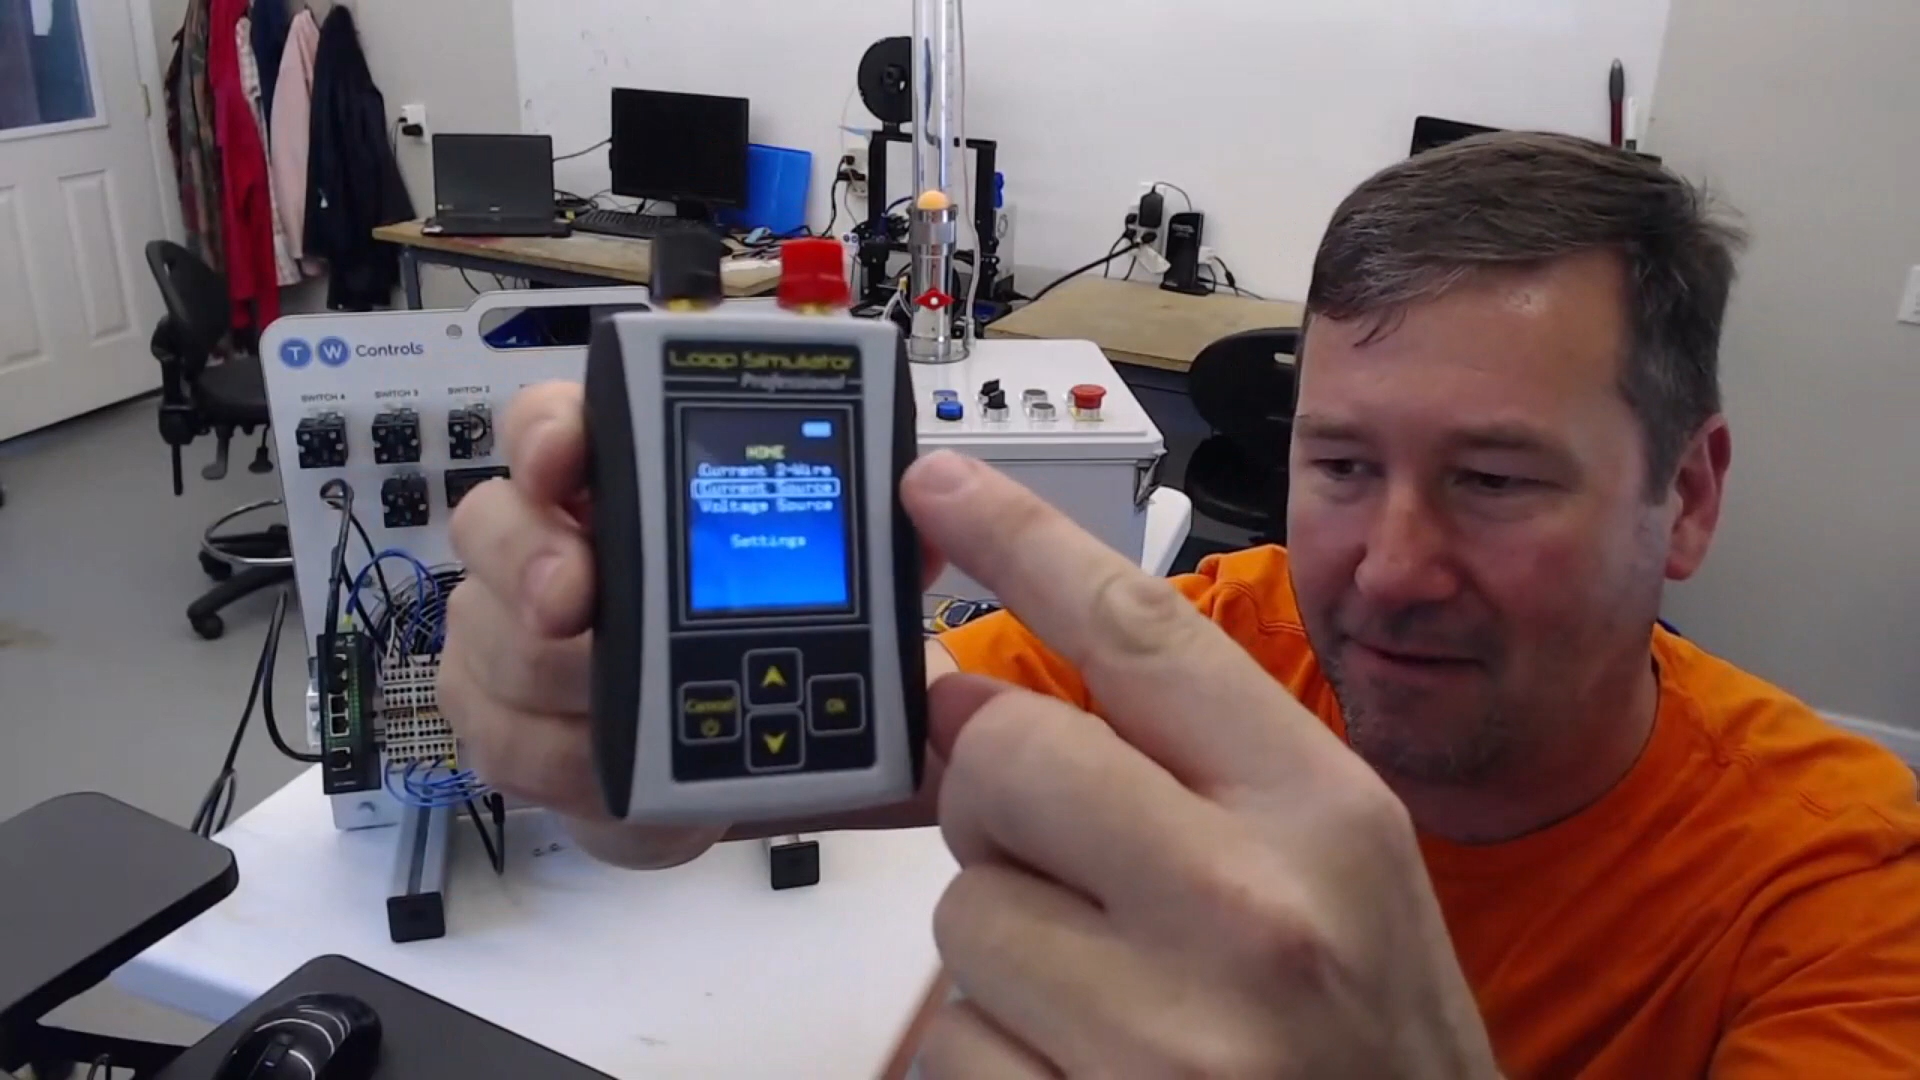 T W Controls
SWITCH 4
SWITCH 3
SWITCH 2
Loop Simulator
Professional
HOME
Current 2-Wire
Current Source
Voltage Source
Settings
Cancel
Ok